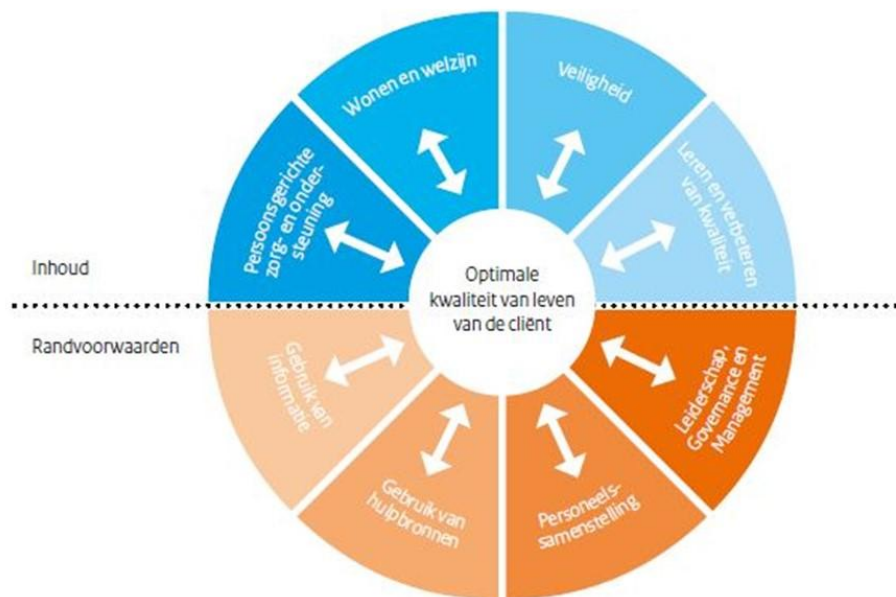 Wonen en welzijn
Veiligheid
Persoonsgerichte
zorg- en onder-
steuning
Leren en verbeteren
van kwaliteit
Inhoud
Optimale
kwaliteit van leven
van de cliënt
Randvoorwaarden
Gebruik van
informatie
Leiderschap,
Governance en
Management
Gebruik van
hulpbronnen
Personeels-
samenstelling